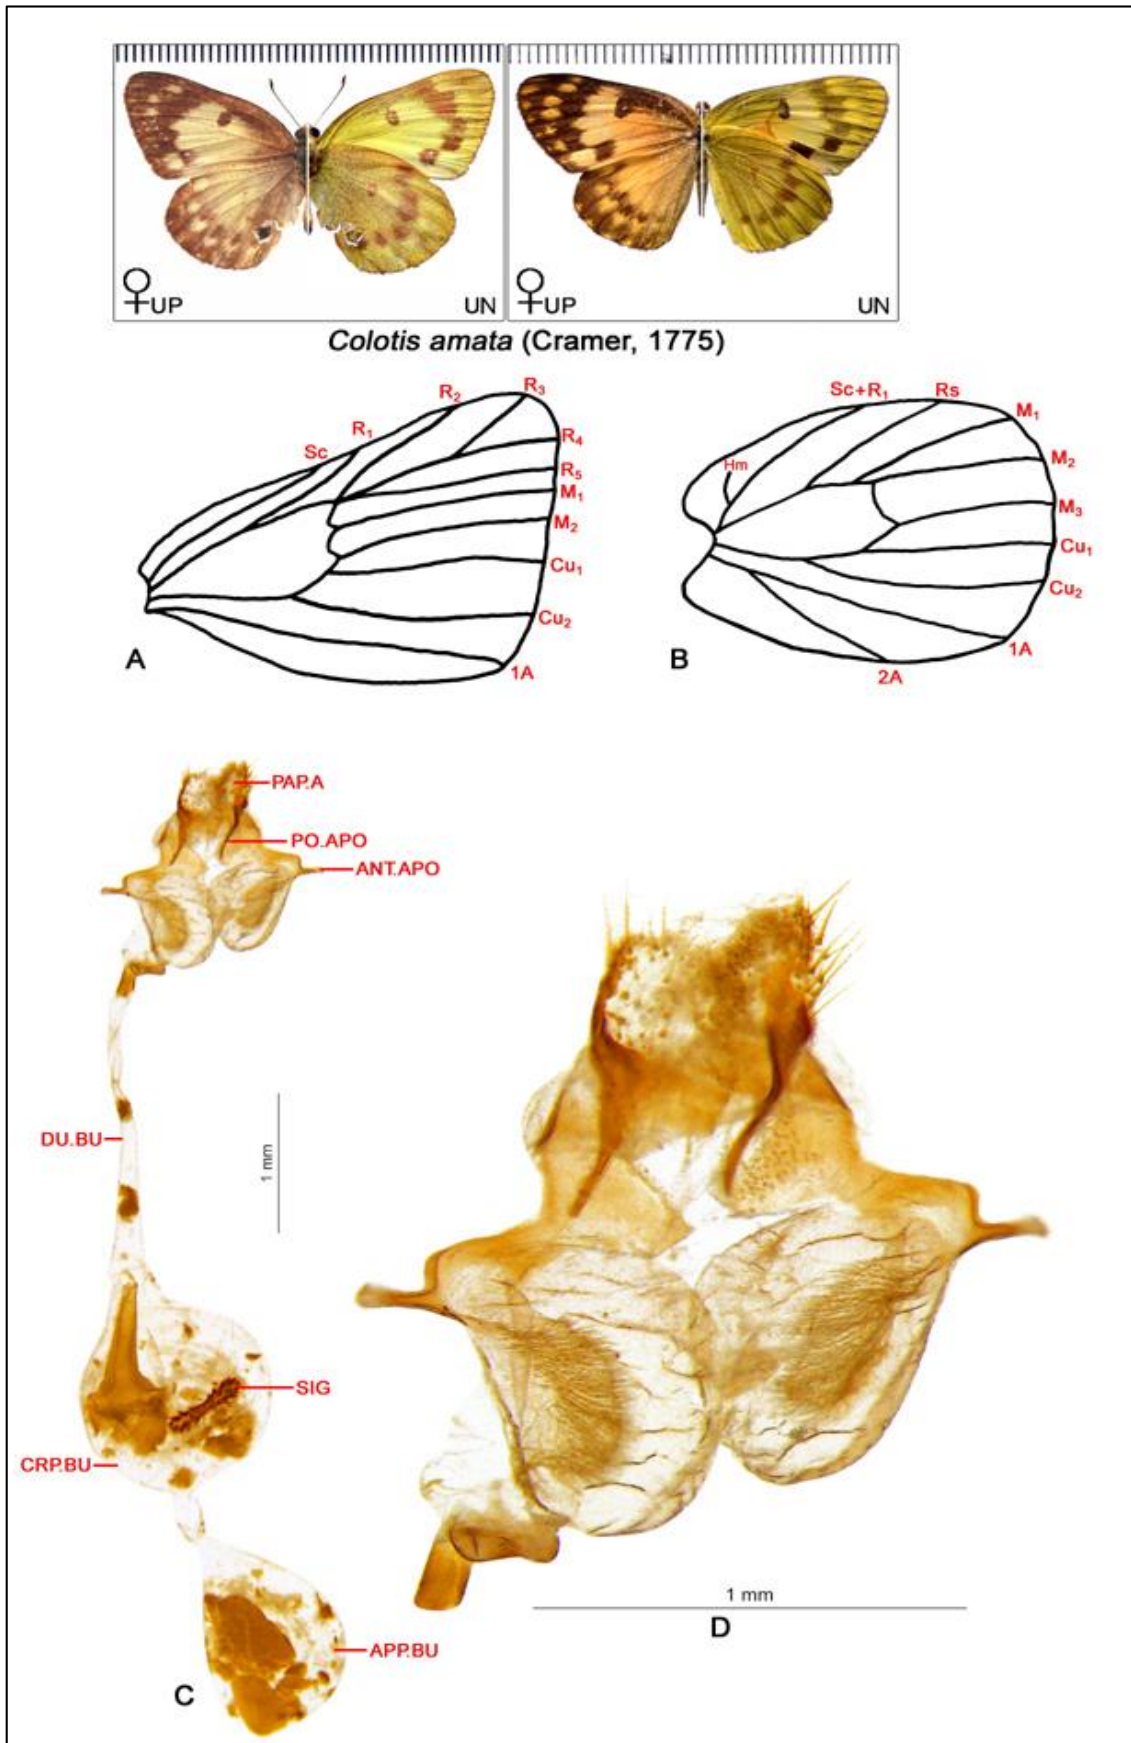 ♀UP UN
♀UP UN
Colotis amata (Cramer, 1775)
Sc
R1
R2
R3
R4
R5
M1
M2
Cu1
Cu2
1A
A
Sc+R1
Rs
M1
M2
Hm
M3
Cu1
Cu2
1A
2A
B
PAP.A
PO.APO
ANT.APO
DU.BU
1 mm
SIG
CRP.BU
APP.BU
C
1 mm
D